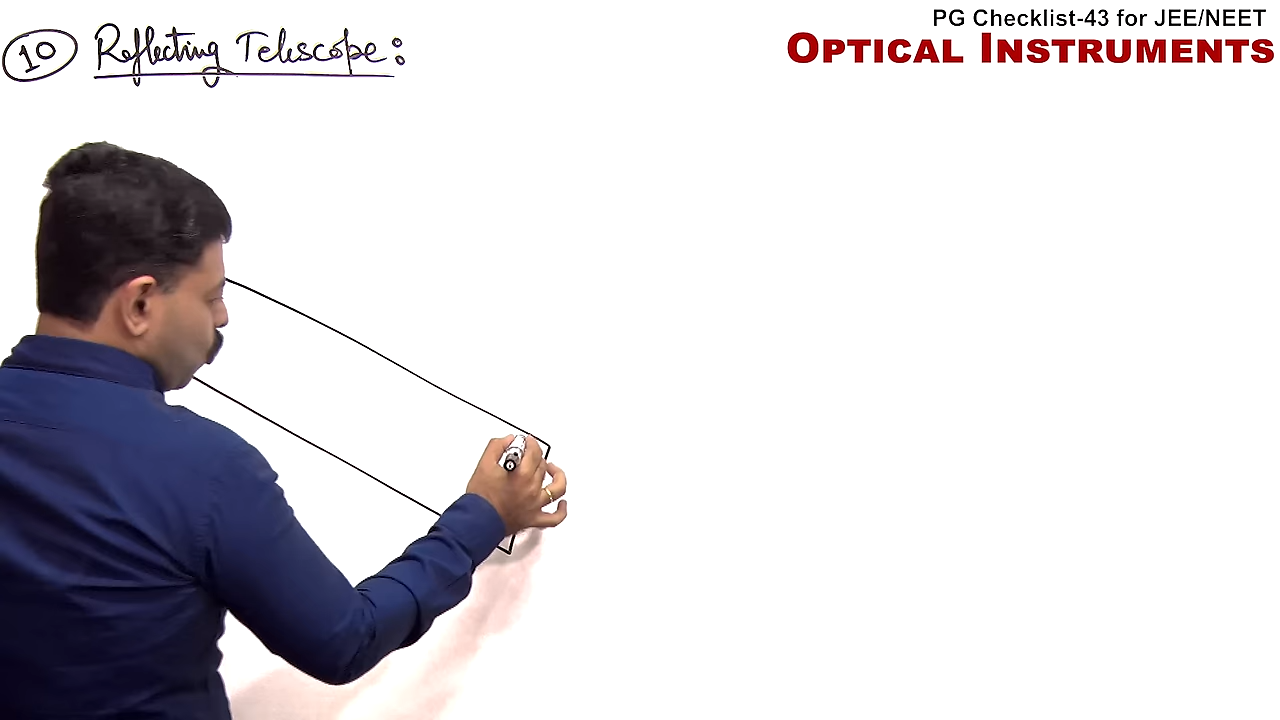 PG Checklist-43 for JEE/NEET
OPTICAL INSTRUMENTS
10 Reflecting Telescope: